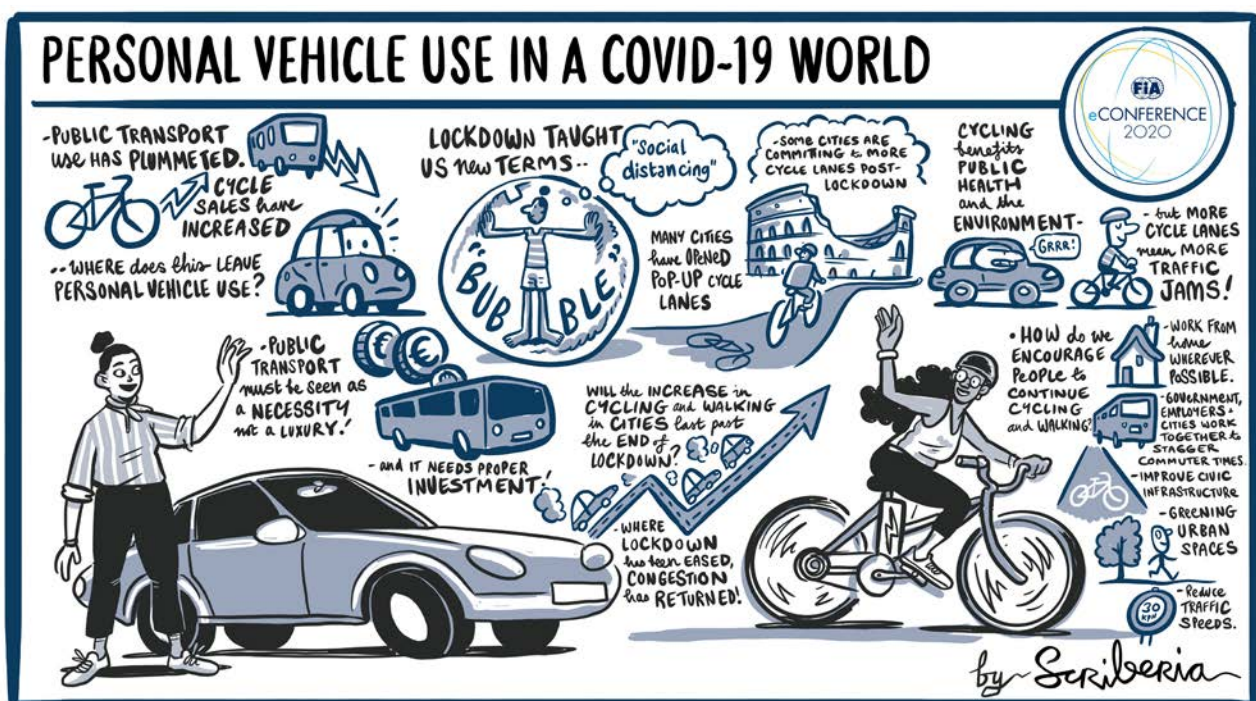 PERSONAL VEHICLE USE IN A COVID-19 WORLD
FiA
eCONFERENCE
2020
-PUBLIC TRANSPORT
use HAS PLUMMETED.
CYCLE
SALES have
INCREASED
..WHERE does this LEAVE
PERSONAL VEHICLE USE?
LOCKDOWN TAUGHT
US new TERMS..
"Social
distancing"
"BUBBLE"
MANY CITIES
have OPENED
POP-UP CYCLE
LANES
-SOME CITIES ARE
COMMITTING to MORE
CYCLE LANES POST-
LOCKDOWN
CYCLING
benefits
PUBLIC
HEALTH
and the
ENVIRONMENT-
GRRR!
-but MORE
CYCLE LANES
mean MORE
TRAFFIC
JAMS!
-PUBLIC
TRANSPORT
must be seen as
a NECESSITY
not a LUXURY!
€
€
-and IT NEEDS PROPER
INVESTMENT!
WILL the INCREASE in
CYCLING and WALKING
in CITIES last past
the END of
LOCKDOWN?
-WHERE
LOCKDOWN
has been EASED,
CONGESTION
has RETURNED!
•HOW do we
ENCOURAGE
PEOPLE to
CONTINUE
CYCLING
and WALKING?
-WORK FROM
home
WHEREVER
POSSIBLE.
-GOVERNMENT,
EMPLOYERS +
CITIES WORK
TOGETHER to
STAGGER
COMMUTER TIMES.
-IMPROVE CIVIC
INFRASTRUCTURE
-GREENING
URBAN
SPACES
30
KPH
-Reduce
TRAFFIC
SPEEDS.
by Scriberia